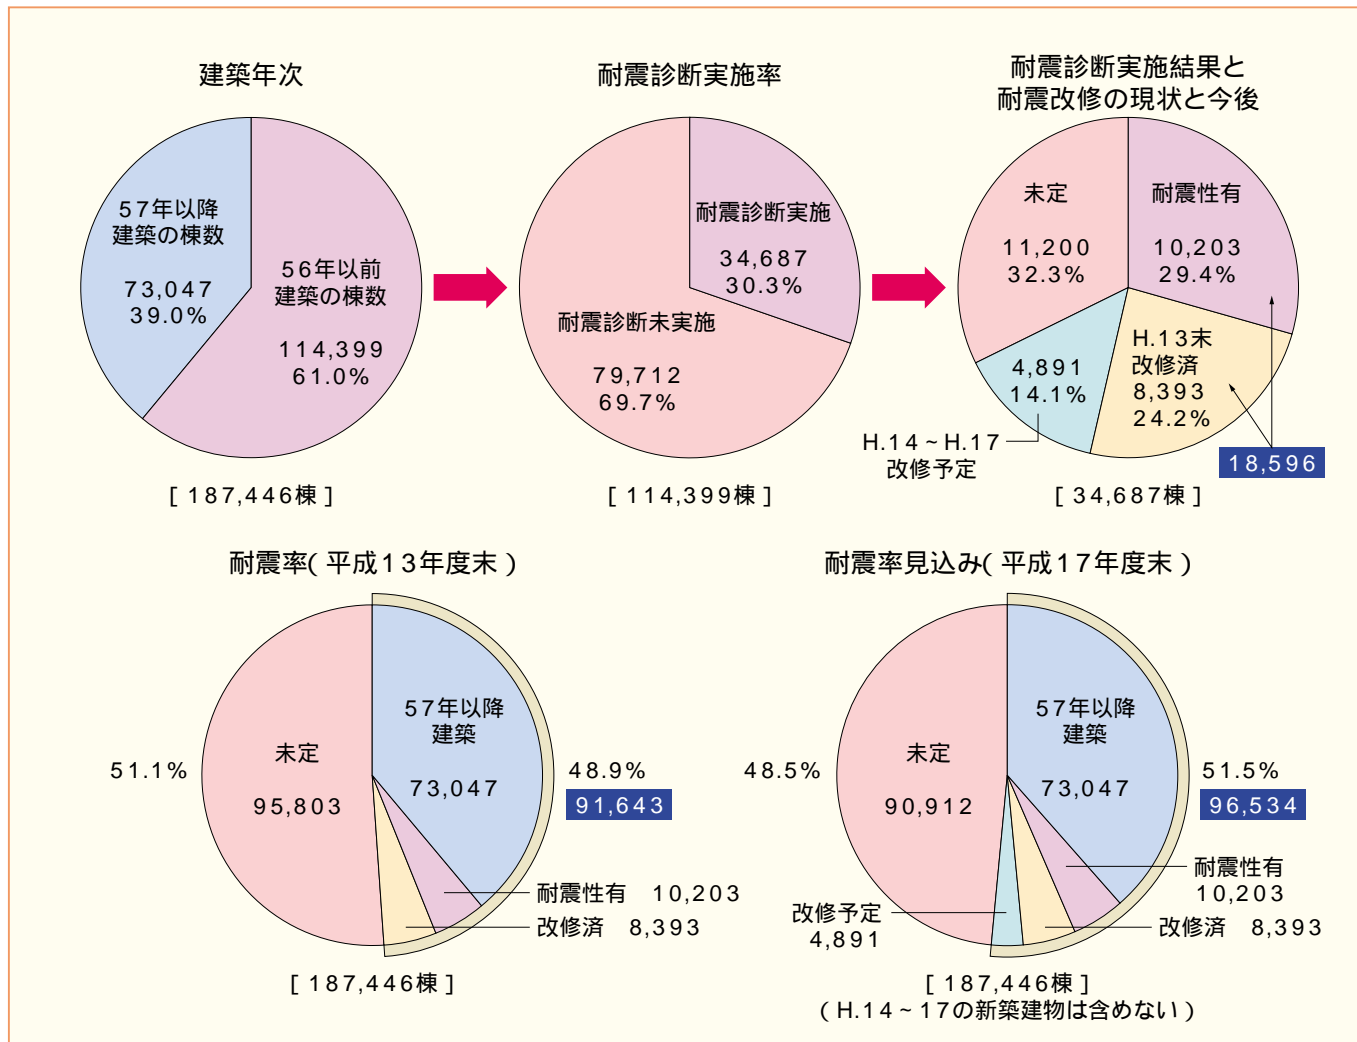 建築年次
57年以降
建築の棟数
73,047
39.0%
56年以前
建築の棟数
114,399
61.0%
[187,446棟]
耐震診断実施率
耐震診断実施
34,687
30.3%
耐震診断未実施
79,712
69.7%
[114,399棟]
耐震診断実施結果と
耐震改修の現状と今後
未定
11,200
32.3%
耐震性有
10,203
29.4%
H.13末
改修済
8,393
24.2%
4,891
14.1%
H.14~H.17
改修予定
18,596
[34,687棟]
耐震率(平成13年度末)
57年以降
建築
73,047
未定
95,803
51.1%
48.9%
91,643
耐震性有 10,203
改修済 8,393
[187,446棟]
耐震率見込み(平成17年度末)
57年以降
建築
73,047
未定
90,912
48.5%
51.5%
96,534
耐震性有
10,203
改修済 8,393
改修予定
4,891
[187,446棟]
(H.14~17の新築建物は含めない)